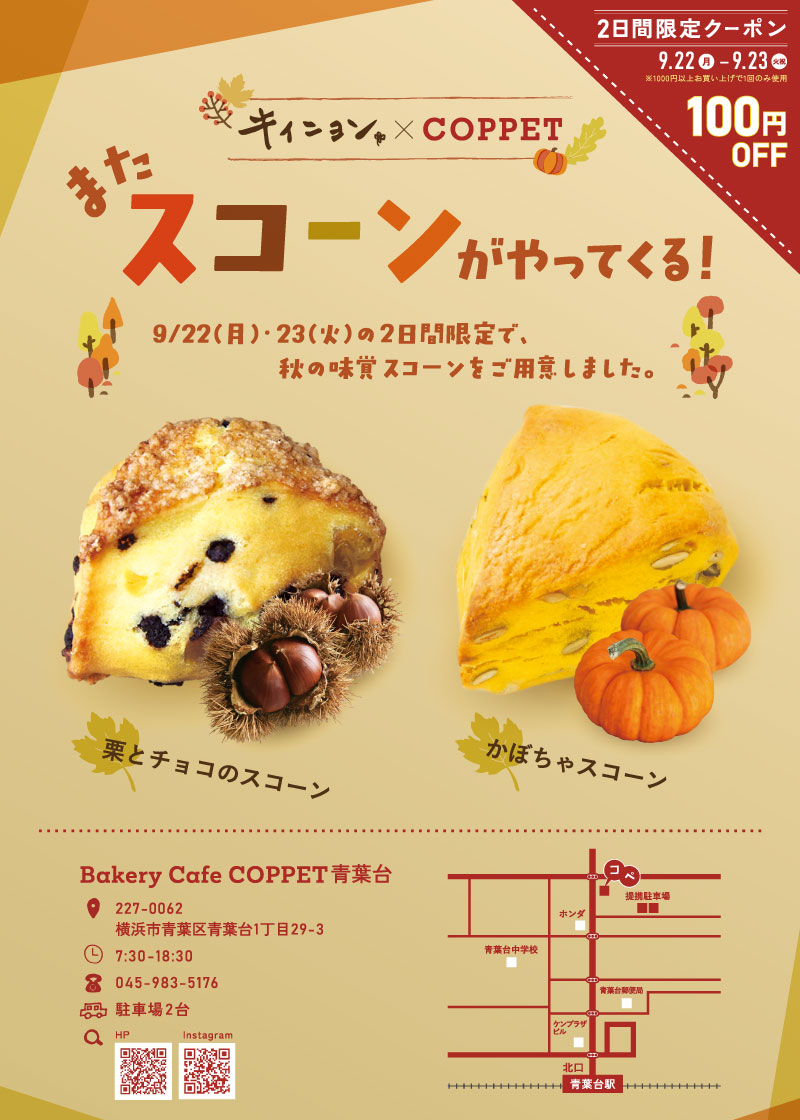 2日間限定クーポン
9.22月-9.23火祝
※1000円以上お買い上げで1回のみ使用
100円
OFF
キィニョン×COPPET
また
スコーンがやってくる!
9/22(月)・23(火)の2日間限定で、
秋の味覚スコーンをご用意しました。
栗とチョコのスコーン
かぼちゃスコーン
Bakery Cafe COPPET青葉台
227-0062
横浜市青葉区青葉台1丁目29-3
7:30-18:30
045-983-5176
駐車場2台
HP
Instagram
コペ
提携駐車場
ホンダ
青葉台中学校
青葉台郵便局
ケンプラザ
ビル
北口
青葉台駅